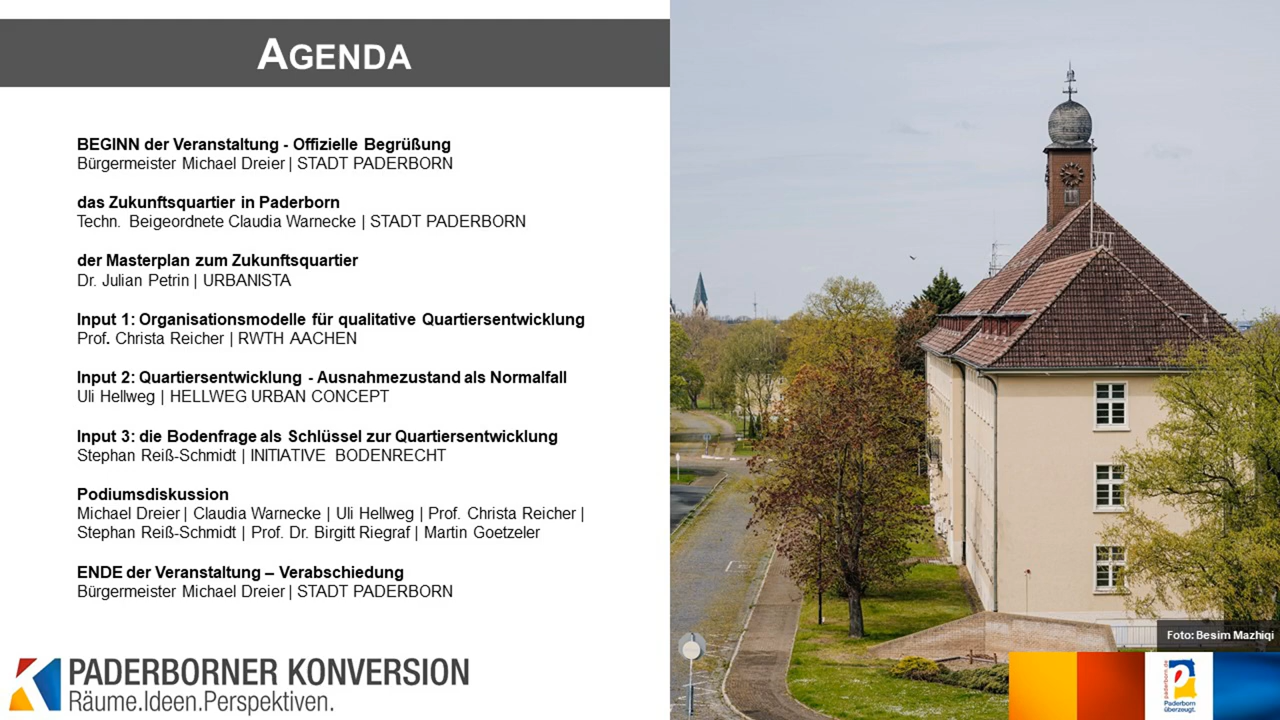 AGENDA
BEGINN der Veranstaltung - Offizielle Begrüßung
Bürgermeister Michael Dreier | STADT PADERBORN
das Zukunftsquartier in Paderborn
Techn. Beigeordnete Claudia Warnecke | STADT PADERBORN
der Masterplan zum Zukunftsquartier
Dr. Julian Petrin | URBANISTA
Input 1: Organisationsmodelle für qualitative Quartiersentwicklung
Prof. Christa Reicher | RWTH AACHEN
Input 2: Quartiersentwicklung - Ausnahmezustand als Normalfall
Uli Hellweg | HELLWEG URBAN CONCEPT
Input 3: die Bodenfrage als Schlüssel zur Quartiersentwicklung
Stephan Reiß-Schmidt | INITIATIVE BODENRECHT
Podiumsdiskussion
Michael Dreier | Claudia Warnecke | Uli Hellweg | Prof. Christa Reicher |
Stephan Reiß-Schmidt | Prof. Dr. Birgitt Riegraf | Martin Goetzeler
ENDE der Veranstaltung – Verabschiedung
Bürgermeister Michael Dreier | STADT PADERBORN
PADERBORNER KONVERSION
Räume.Ideen.Perspektiven.
Foto: Besim Mazhiqi
paderborn.de
Paderborn
überzeugt.